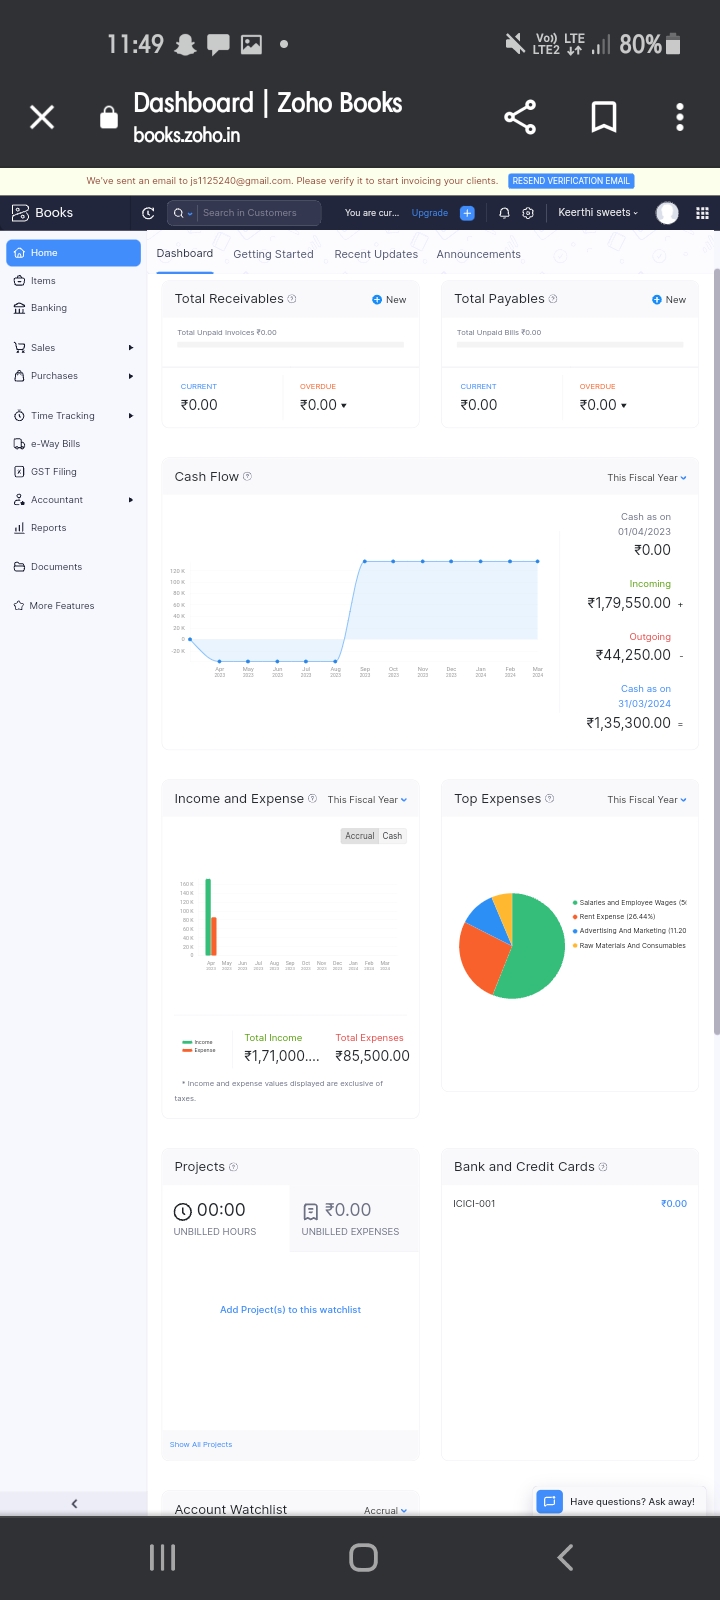 11:49
Vo)) LTE
LTE2
80%
Dashboard | Zoho Books
books.zoho.in
We've sent an email to js1125240@gmail.com. Please verify it to start invoicing your clients. RESEND VERIFICATION EMAIL
Books
Search in Customers
You are cur... Upgrade
Keerthi sweets
Home
Items
Banking
Sales
Purchases
Time Tracking
e-Way Bills
GST Filing
Accountant
Reports
Documents
More Features
Dashboard Getting Started Recent Updates Announcements
Total Receivables New
Total Unpaid Invoices ₹0.00
CURRENT OVERDUE
₹0.00 ₹0.00
Total Payables New
Total Unpaid Bills ₹0.00
CURRENT OVERDUE
₹0.00 ₹0.00
Cash Flow This Fiscal Year
120 K
100 K
80 K
60 K
40 K
20 K
0
-20 K
Apr May Jun Jul Aug Sep Oct Nov Dec Jan Feb Mar
2023 2023 2023 2023 2023 2023 2023 2023 2023 2024 2024 2024
Cash as on
01/04/2023
₹0.00
Incoming
₹1,79,550.00 +
Outgoing
₹44,250.00 -
Cash as on
31/03/2024
₹1,35,300.00 =
Income and Expense This Fiscal Year
Accrual Cash
160 K
140 K
120 K
100 K
80 K
60 K
40 K
20 K
0
Apr May Jun Jul Aug Sep Oct Nov Dec Jan Feb Mar
2023 2023 2023 2023 2023 2023 2023 2023 2023 2024 2024 2024
Income
Expense
Total Income Total Expenses
₹1,71,000.... ₹85,500.00
* Income and expense values displayed are exclusive of
taxes.
Top Expenses This Fiscal Year
Salaries and Employee Wages (5
Rent Expense (26.44%)
Advertising And Marketing (11.20
Raw Materials And Consumables
Projects
00:00
UNBILLED HOURS
₹0.00
UNBILLED EXPENSES
Add Project(s) to this watchlist
Show All Projects
Bank and Credit Cards
ICICI-001 ₹0.00
Account Watchlist Accrual
Have questions? Ask away!